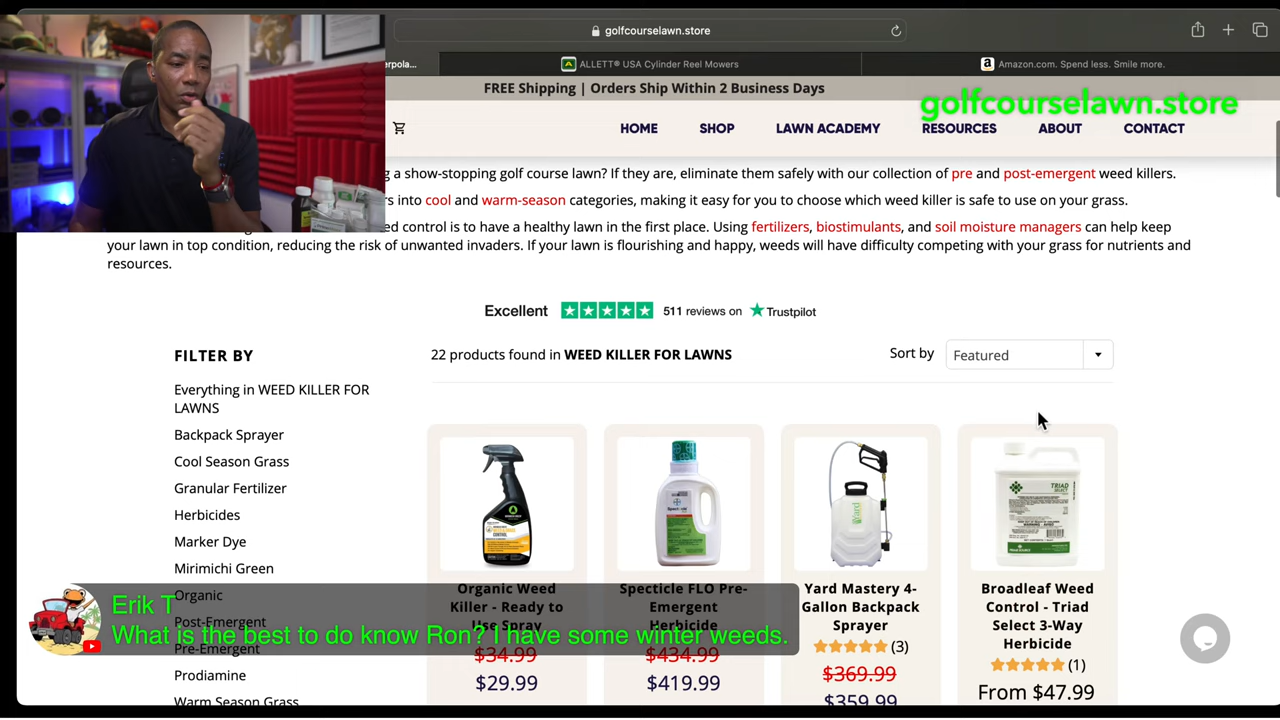 golfcourselawn.store
erpola...
ALLETT® USA Cylinder Reel Mowers
Amazon.com. Spend less. Smile more.
FREE Shipping | Orders Ship Within 2 Business Days
golfcourselawn.store
HOME
SHOP
LAWN ACADEMY
RESOURCES
ABOUT
CONTACT
g a show-stopping golf course lawn? If they are, eliminate them safely with our collection of pre and post-emergent weed killers.
rs into cool and warm-season categories, making it easy for you to choose which weed killer is safe to use on your grass.
ed control is to have a healthy lawn in the first place. Using fertilizers, biostimulants, and soil moisture managers can help keep
your lawn in top condition, reducing the risk of unwanted invaders. If your lawn is flourishing and happy, weeds will have difficulty competing with your grass for nutrients and
resources.
Excellent
511 reviews on
Trustpilot
FILTER BY
22 products found in WEED KILLER FOR LAWNS
Sort by
Featured
Everything in WEED KILLER FOR
LAWNS
Backpack Sprayer
Cool Season Grass
Granular Fertilizer
Herbicides
Marker Dye
Mirimichi Green
Organic
Post-Emergent
Pre-Emergent
Prodiamine
Warm Season Grass
TRIAD
SELECT
Specticle
Organic Weed
Killer - Ready to
Use Spray
$34.99
$29.99
Specticle FLO Pre-
Emergent
Herbicide
$434.99
$419.99
Yard Mastery 4-
Gallon Backpack
Sprayer
(3)
$369.99
$359.99
Broadleaf Weed
Control - Triad
Select 3-Way
Herbicide
(1)
From $47.99
Erik T
What is the best to do know Ron? I have some winter weeds.